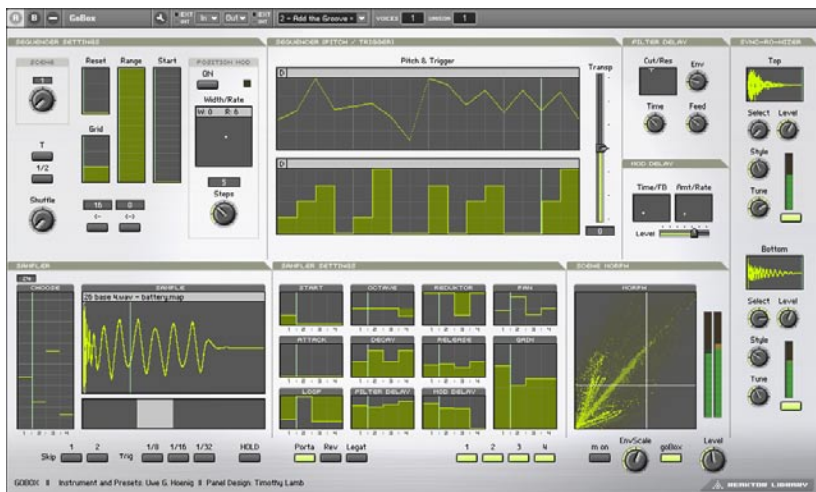 A B GoBox EXT INT In Out EXT INT 2 - Add the Groove VOICES 1 UNISON 1
SEQUENCER SETTINGS
SEQUENCER (PITCH / TRIGGER)
FILTER DELAY
SYNC-RO-NIZER
SCENE
Reset Range Start
POSITION MOD
ON
Width/Rate
W: 0 R: 6
Grid
T
1/2
Shuffle
16 0
5
Steps
Pitch & Trigger
D
D
Transp
0
Cut/Res Env
Time Feed
MOD DELAY
Time/FB Amt/Rate
Level
Top
Select Level
Style
Tune
Bottom
Select Level
Style
Tune
SAMPLER
CHOOSE
SAMPLE
26 base 4.wav - battery.map
Skip 1 2 Trig 1/8 1/16 1/32 HOLD
SAMPLER SETTINGS
START OCTAVE REDUKTOR PAN
ATTACK DECAY RELEASE GAIN
LOOP FILTER DELAY MOD DELAY
Porta Rev Legat 1 2 3 4
SCENE MORPH
MORPH
m on EnvScale goBox Level
GOBOX II Instrument and Presets: Uwe G. Hoenig II Panel Design: Timothy Lamb
REAKTOR LIBRARY